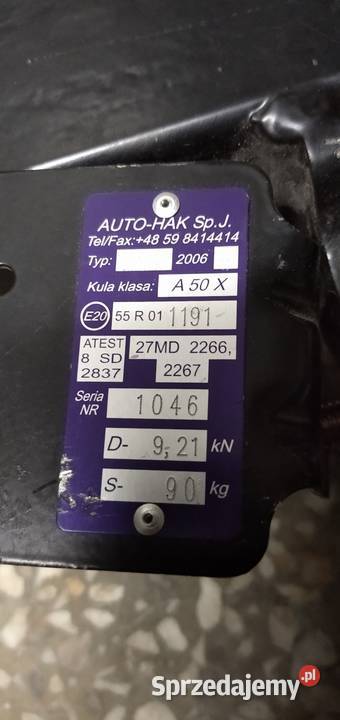 AUTO-HAK Sp.J.
Tel/Fax:+48 59 8414414
Typ: 2006
Kula klasa: A 50 X
E20 55 R 01 1191
ATEST 27MD 2266,
8 SD
2837 2267
Seria
NR 1046
D- 9,21 kN
S- 90 kg
Sprzedajemy.pl